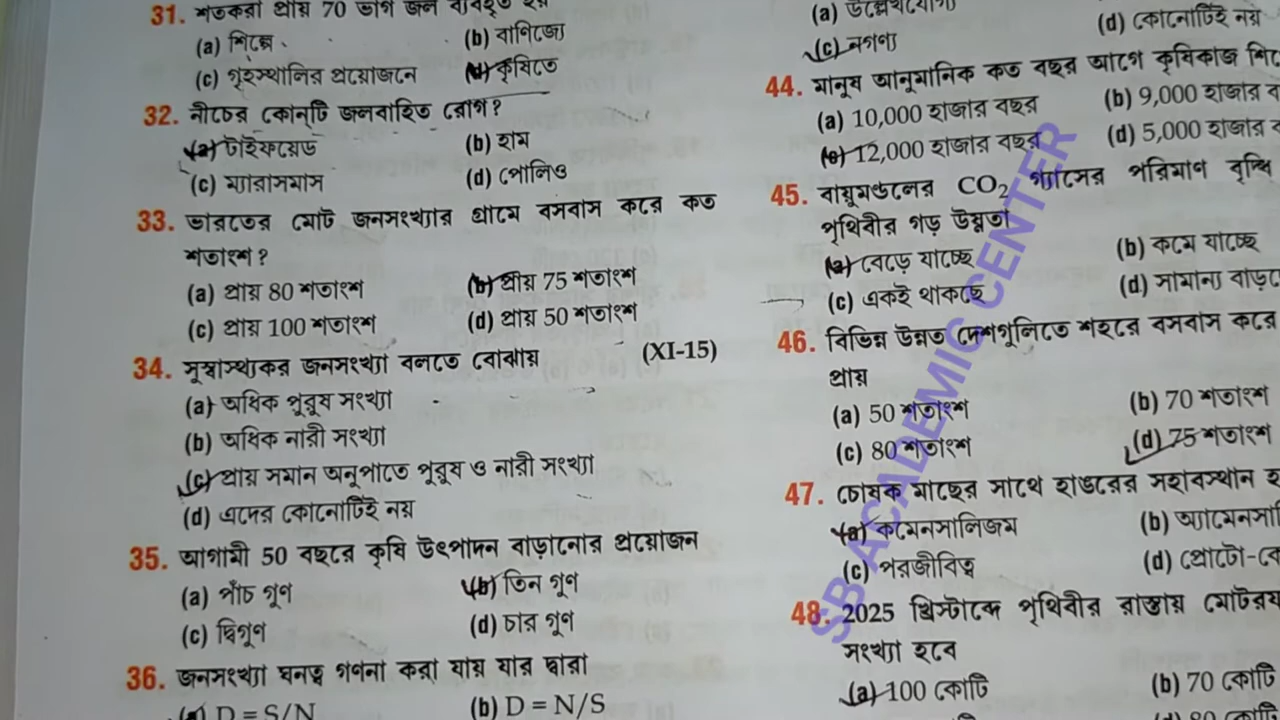 31. শতকরা প্রায় 70 ভাগ জল ব্যবহৃত হয়
(a) শিল্পে
(b) বাণিজ্যে
(c) গৃহস্থালির প্রয়োজনে
(d) কৃষিতে
32. নীচের কোন্‌টি জলবাহিত রোগ?
(a) টাইফয়েড
(b) হাম
(c) ম্যারাসমাস
(d) পোলিও
33. ভারতের মোট জনসংখ্যার গ্রামে বসবাস করে কত
শতাংশ?
(a) প্রায় 80 শতাংশ
(b) প্রায় 75 শতাংশ
(c) প্রায় 100 শতাংশ
(d) প্রায় 50 শতাংশ
34. সুস্বাস্থ্যকর জনসংখ্যা বলতে বোঝায় (XI-15)
(a) অধিক পুরুষ সংখ্যা
(b) অধিক নারী সংখ্যা
(c) প্রায় সমান অনুপাতে পুরুষ ও নারী সংখ্যা
(d) এদের কোনোটিই নয়
35. আগামী 50 বছরে কৃষি উৎপাদন বাড়ানোর প্রয়োজন
(a) পাঁচ গুণ
(b) তিন গুণ
(c) দ্বিগুণ
(d) চার গুণ
36. জনসংখ্যা ঘনত্ব গণনা করা যায় যার দ্বারা
(a) D = S/N
(b) D = N/S
(a) উল্লেখযোগ্য
(c) নগণ্য
(d) কোনোটিই নয়
44. মানুষ আনুমানিক কত বছর আগে কৃষিকাজ
(a) 10,000 হাজার বছর
(b) 9,000 হাজার
(c) 12,000 হাজার বছর
(d) 5,000 হাজার
45. বায়ুমণ্ডলের CO₂ গ্যাসের পরিমাণ বৃদ্ধি
পৃথিবীর গড় উষ্ণতা
(a) বেড়ে যাচ্ছে
(b) কমে যাচ্ছে
(c) একই থাকছে
(d) সামান্য
46. বিভিন্ন উন্নত দেশগুলিতে শহরে বসবাস করে
প্রায়
(a) 50 শতাংশ
(b) 70 শতাংশ
(c) 80 শতাংশ
(d) 75 শতাংশ
47. চোষক মাছের সাথে হাঙরের সহাবস্থান
(a) কমেনসালিজম
(b)
(c) পরজীবিত্ব
(d)
48. 2025 খ্রিস্টাব্দে পৃথিবীর রাস্তায়
সংখ্যা হবে
(a) 100 কোটি
(b) 70 কোটি
SB ACADEMIC CENTER